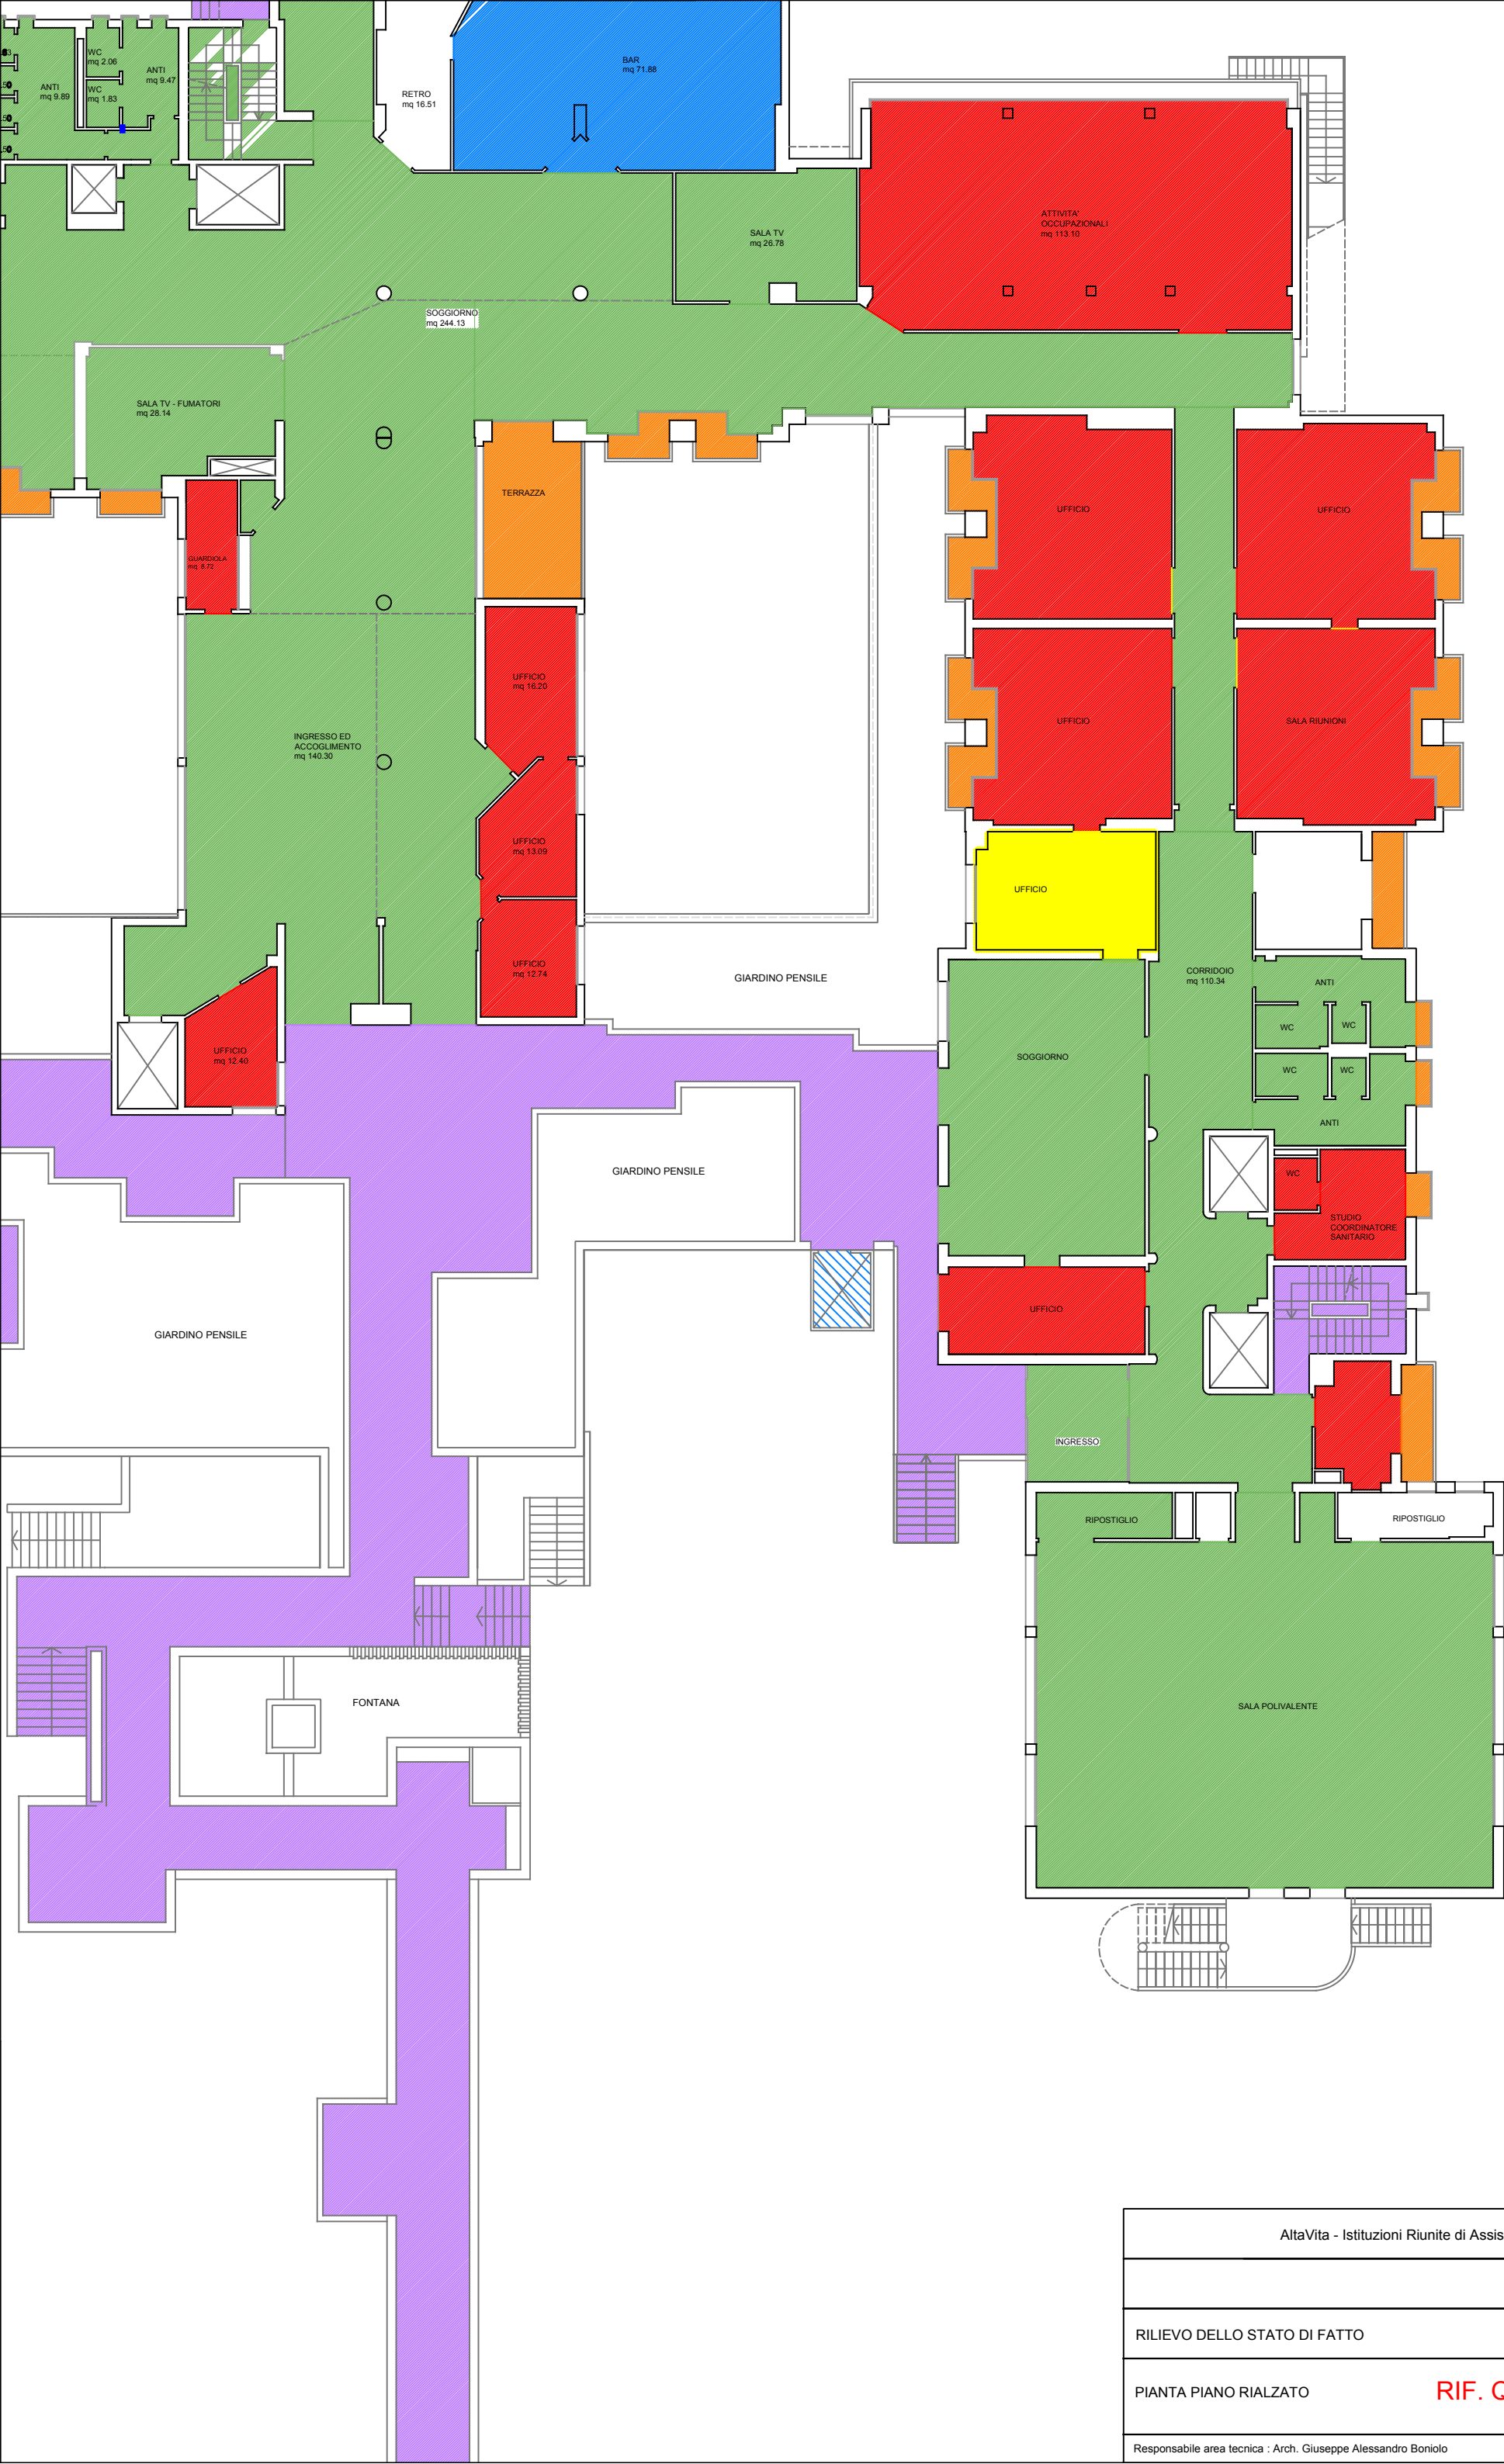 WC
mq 2.06
ANTI
mq 9.47
ANTI
mq 9.89
WC
mq 1.83
RETRO
mq 16.51
BAR
mq 71.88
SALA TV
mq 26.78
ATTIVITA'
OCCUPAZIONALI
mq 113.10
SOGGIORNO
mq 244.13
SALA TV - FUMATORI
mq 28.14
TERRAZZA
GUARDIOLA
mq 8.72
UFFICIO
UFFICIO
UFFICIO
mq 16.20
UFFICIO
SALA RIUNIONI
INGRESSO ED
ACCOGLIMENTO
mq 140.30
UFFICIO
mq 13.09
UFFICIO
UFFICIO
mq 12.74
GIARDINO PENSILE
CORRIDOIO
mq 110.34
ANTI
WC
WC
UFFICIO
mq 12.40
SOGGIORNO
WC
WC
ANTI
GIARDINO PENSILE
WC
STUDIO
COORDINATORE
SANITARIO
UFFICIO
GIARDINO PENSILE
INGRESSO
RIPOSTIGLIO
RIPOSTIGLIO
FONTANA
SALA POLIVALENTE
AltaVita - Istituzioni Riunite di Assis
RILIEVO DELLO STATO DI FATTO
PIANTA PIANO RIALZATO
RIF. Q
Responsabile area tecnica : Arch. Giuseppe Alessandro Boniolo